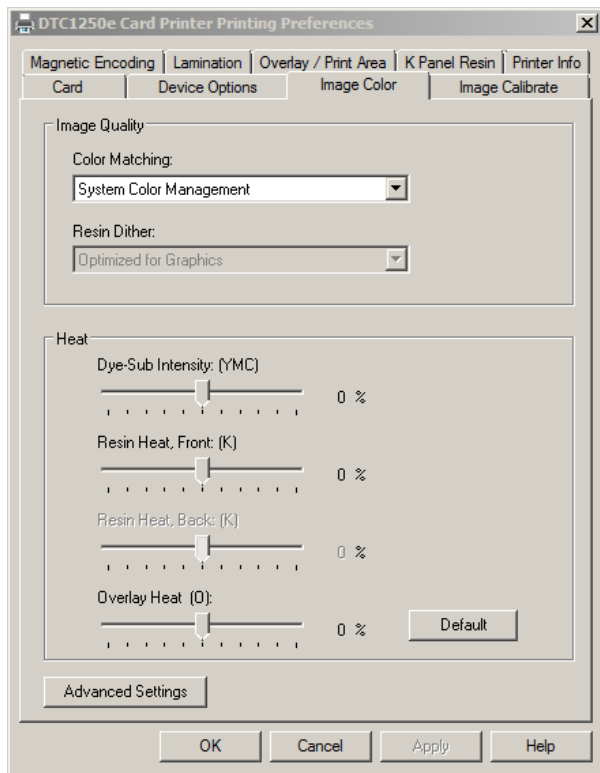 DTC1250e Card Printer Printing Preferences
Magnetic Encoding Lamination Overlay / Print Area K Panel Resin Printer Info
Card Device Options Image Color Image Calibrate
Image Quality
Color Matching:
System Color Management
Resin Dither:
Optimized for Graphics
Heat
Dye-Sub Intensity: (YMC)
0 %
Resin Heat, Front: (K)
0 %
Resin Heat, Back: (K)
0 %
Overlay Heat (O):
0 % Default
Advanced Settings
OK Cancel Apply Help